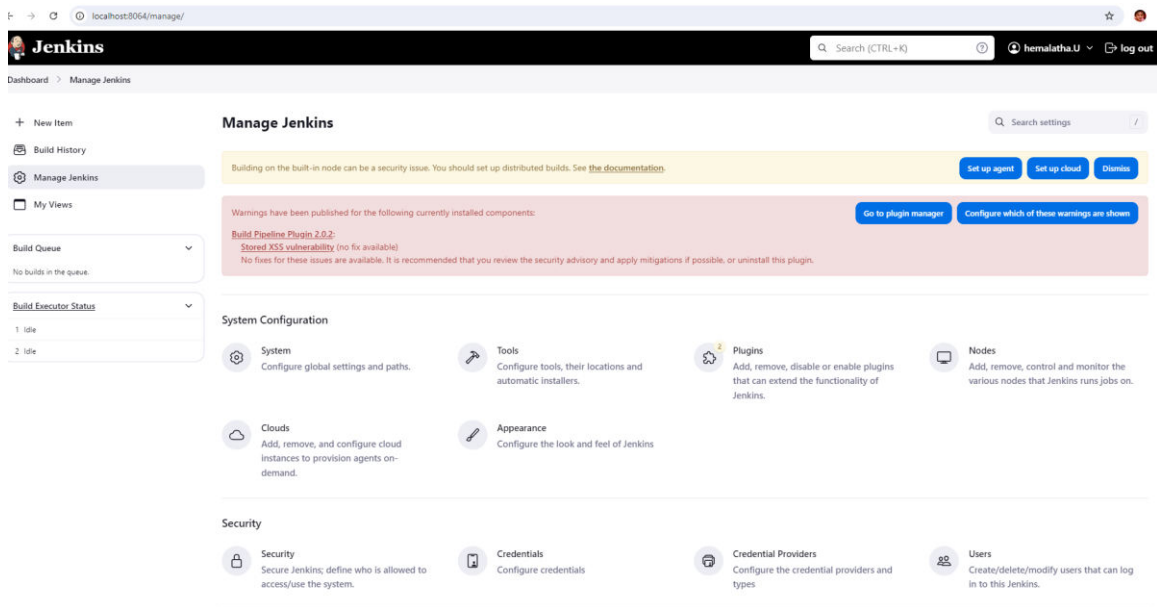 localhost:8064/manage/
Jenkins
Search (CTRL+K)
hemalatha.U
log out
Dashboard > Manage Jenkins
New Item
Build History
Manage Jenkins
My Views
Build Queue
No builds in the queue.
Build Executor Status
1 Idle
2 Idle
Manage Jenkins
Search settings /
Building on the built-in node can be a security issue. You should set up distributed builds. See the documentation.
Set up agent
Set up cloud
Dismiss
Warnings have been published for the following currently installed components:
Go to plugin manager
Configure which of these warnings are shown
Build Pipeline Plugin 2.0.2:
Stored XSS vulnerability (no fix available)
No fixes for these issues are available. It is recommended that you review the security advisory and apply mitigations if possible, or uninstall this plugin.
System Configuration
System
Configure global settings and paths.
Tools
Configure tools, their locations and
automatic installers.
2
Plugins
Add, remove, disable or enable plugins
that can extend the functionality of
Jenkins.
Nodes
Add, remove, control and monitor the
various nodes that Jenkins runs jobs on.
Clouds
Add, remove, and configure cloud
instances to provision agents on-
demand.
Appearance
Configure the look and feel of Jenkins
Security
Security
Secure Jenkins; define who is allowed to
access/use the system.
Credentials
Configure credentials
Credential Providers
Configure the credential providers and
types
Users
Create/delete/modify users that can log
in to this Jenkins.